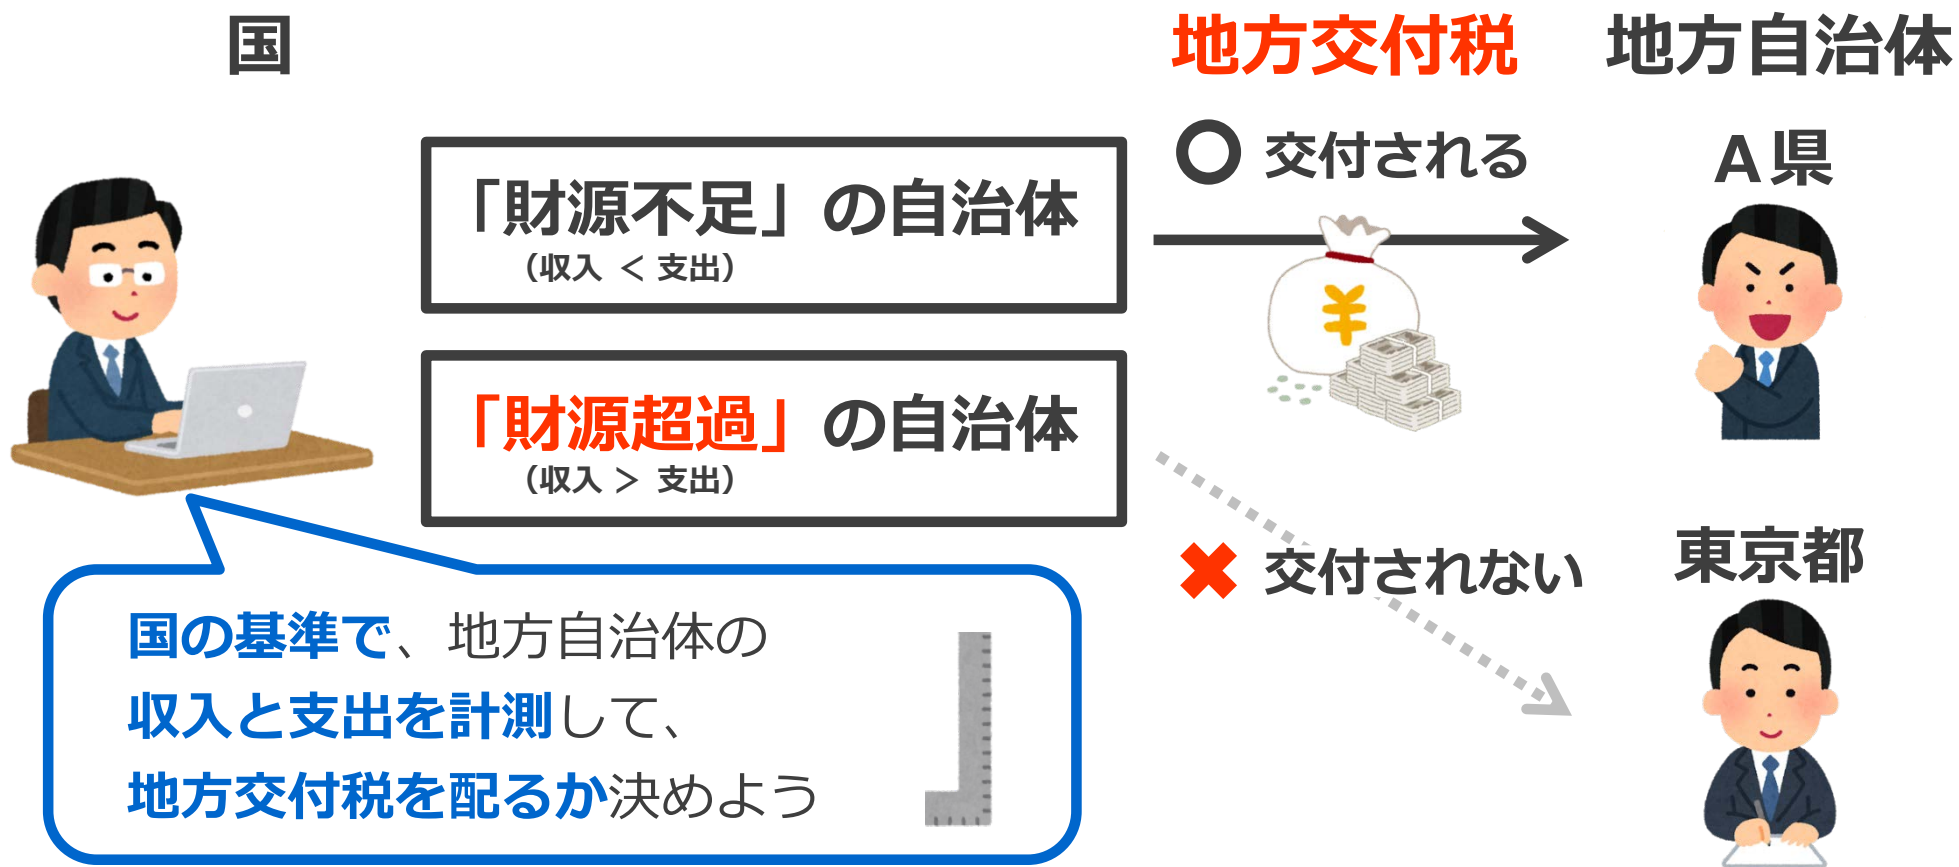 国
地方交付税
地方自治体
「財源不足」の自治体
（収入 ＜ 支出）
○ 交付される
A県
¥
「財源超過」の自治体
（収入 ＞ 支出）
✖ 交付されない
東京都
国の基準で、地方自治体の
収入と支出を計測して、
地方交付税を配るか決めよう